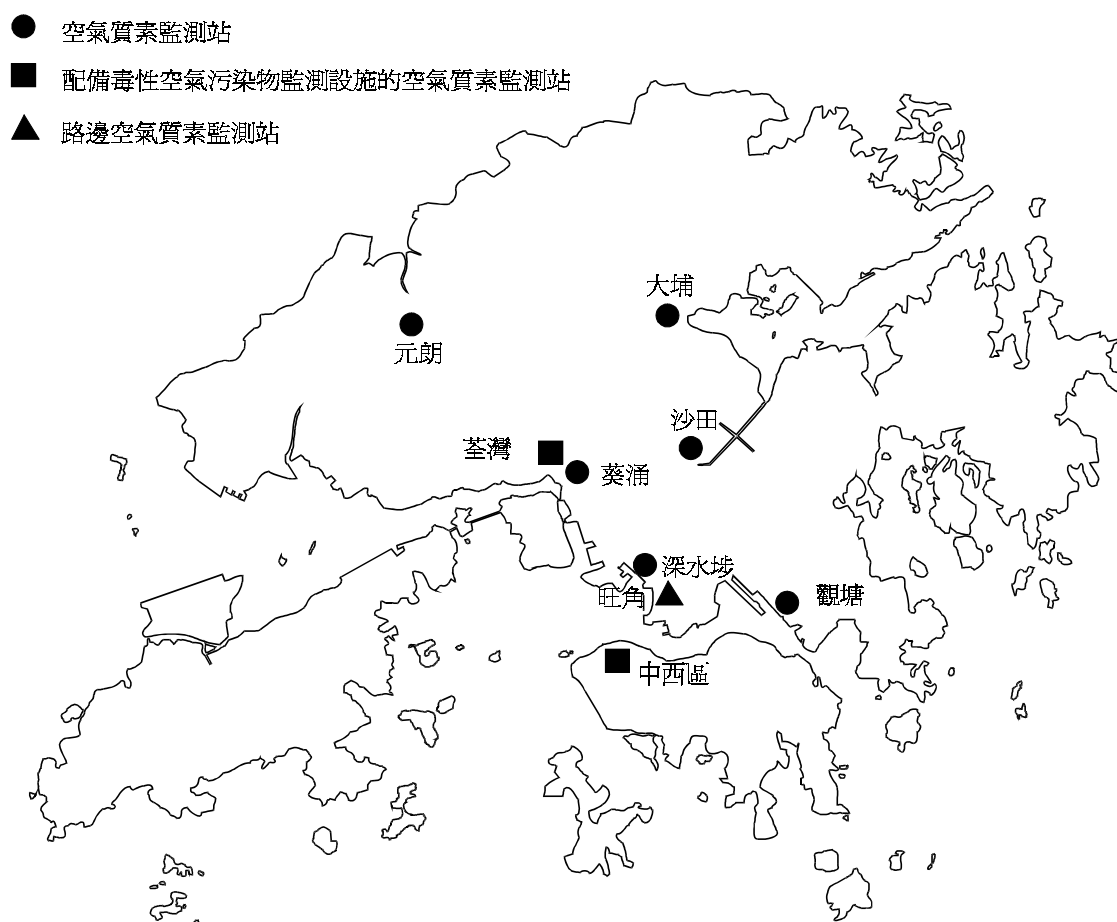 空氣質素監測站
配備毒性空氣污染物監測設施的空氣質素監測站
路邊空氣質素監測站
大埔
元朗
沙田
荃灣
葵涌
深水埗
旺角
觀塘
中西區